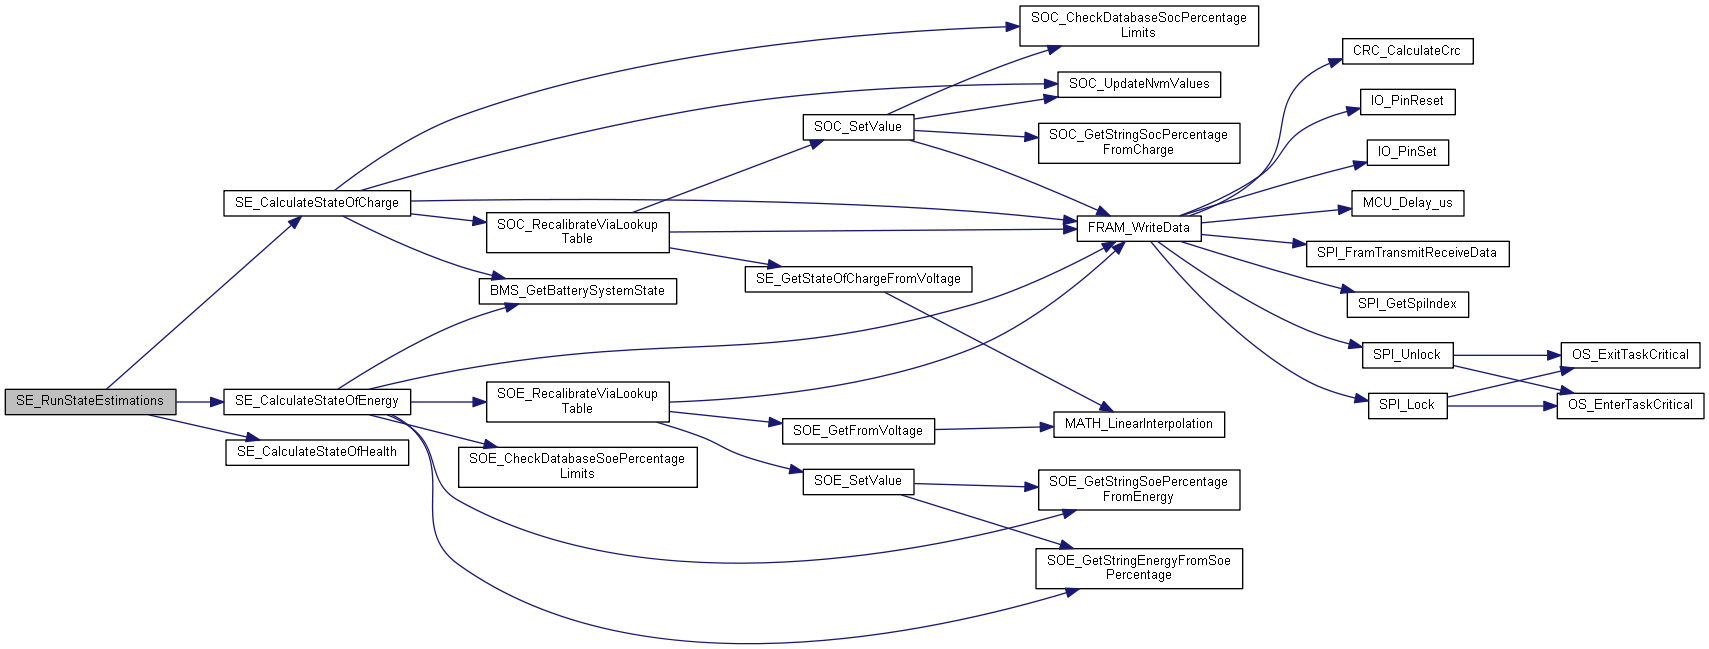 SOC_CheckDatabaseSocPercentage
Limits
CRC_CalculateCrc
SOC_UpdateNvmValues
IO_PinReset
SOC_SetValue
SOC_GetStringSocPercentage
FromCharge
IO_PinSet
SE_CalculateStateOfCharge
MCU_Delay_us
SOC_RecalibrateViaLookup
Table
FRAM_WriteData
SPI_FramTransmitReceiveData
SE_GetStateOfChargeFromVoltage
BMS_GetBatterySystemState
SPI_GetSpiIndex
SPI_Unlock
OS_ExitTaskCritical
SE_RunStateEstimations
SE_CalculateStateOfEnergy
SOE_RecalibrateViaLookup
Table
SPI_Lock
OS_EnterTaskCritical
SOE_GetFromVoltage
MATH_LinearInterpolation
SE_CalculateStateOfHealth
SOE_CheckDatabaseSoePercentage
Limits
SOE_SetValue
SOE_GetStringSoePercentage
FromEnergy
SOE_GetStringEnergyFromSoe
Percentage